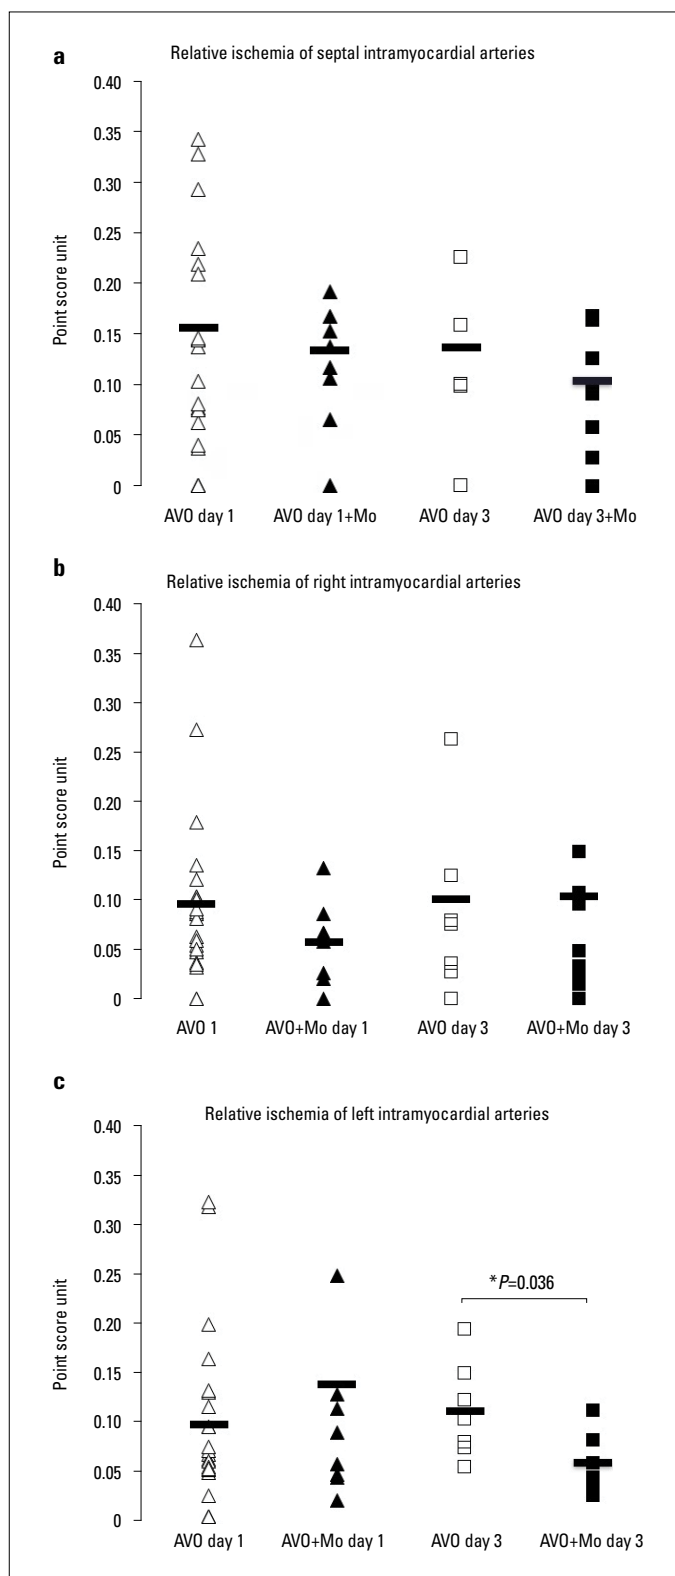 a
Relative ischemia of septal intramyocardial arteries
Point score unit
0.40
0.35
0.30
0.25
0.20
0.15
0.10
0.05
0
AVO day 1 AVO day 1+Mo AVO day 3 AVO day 3+Mo
b
Relative ischemia of right intramyocardial arteries
Point score unit
0.40
0.35
0.30
0.25
0.20
0.15
0.10
0.05
0
AVO 1 AVO+Mo day 1 AVO day 3 AVO+Mo day 3
c
Relative ischemia of left intramyocardial arteries
Point score unit
0.40
0.35
0.30
0.25
0.20
0.15
0.10
0.05
0
*P=0.036
AVO day 1 AVO+Mo day 1 AVO day 3 AVO+Mo day 3